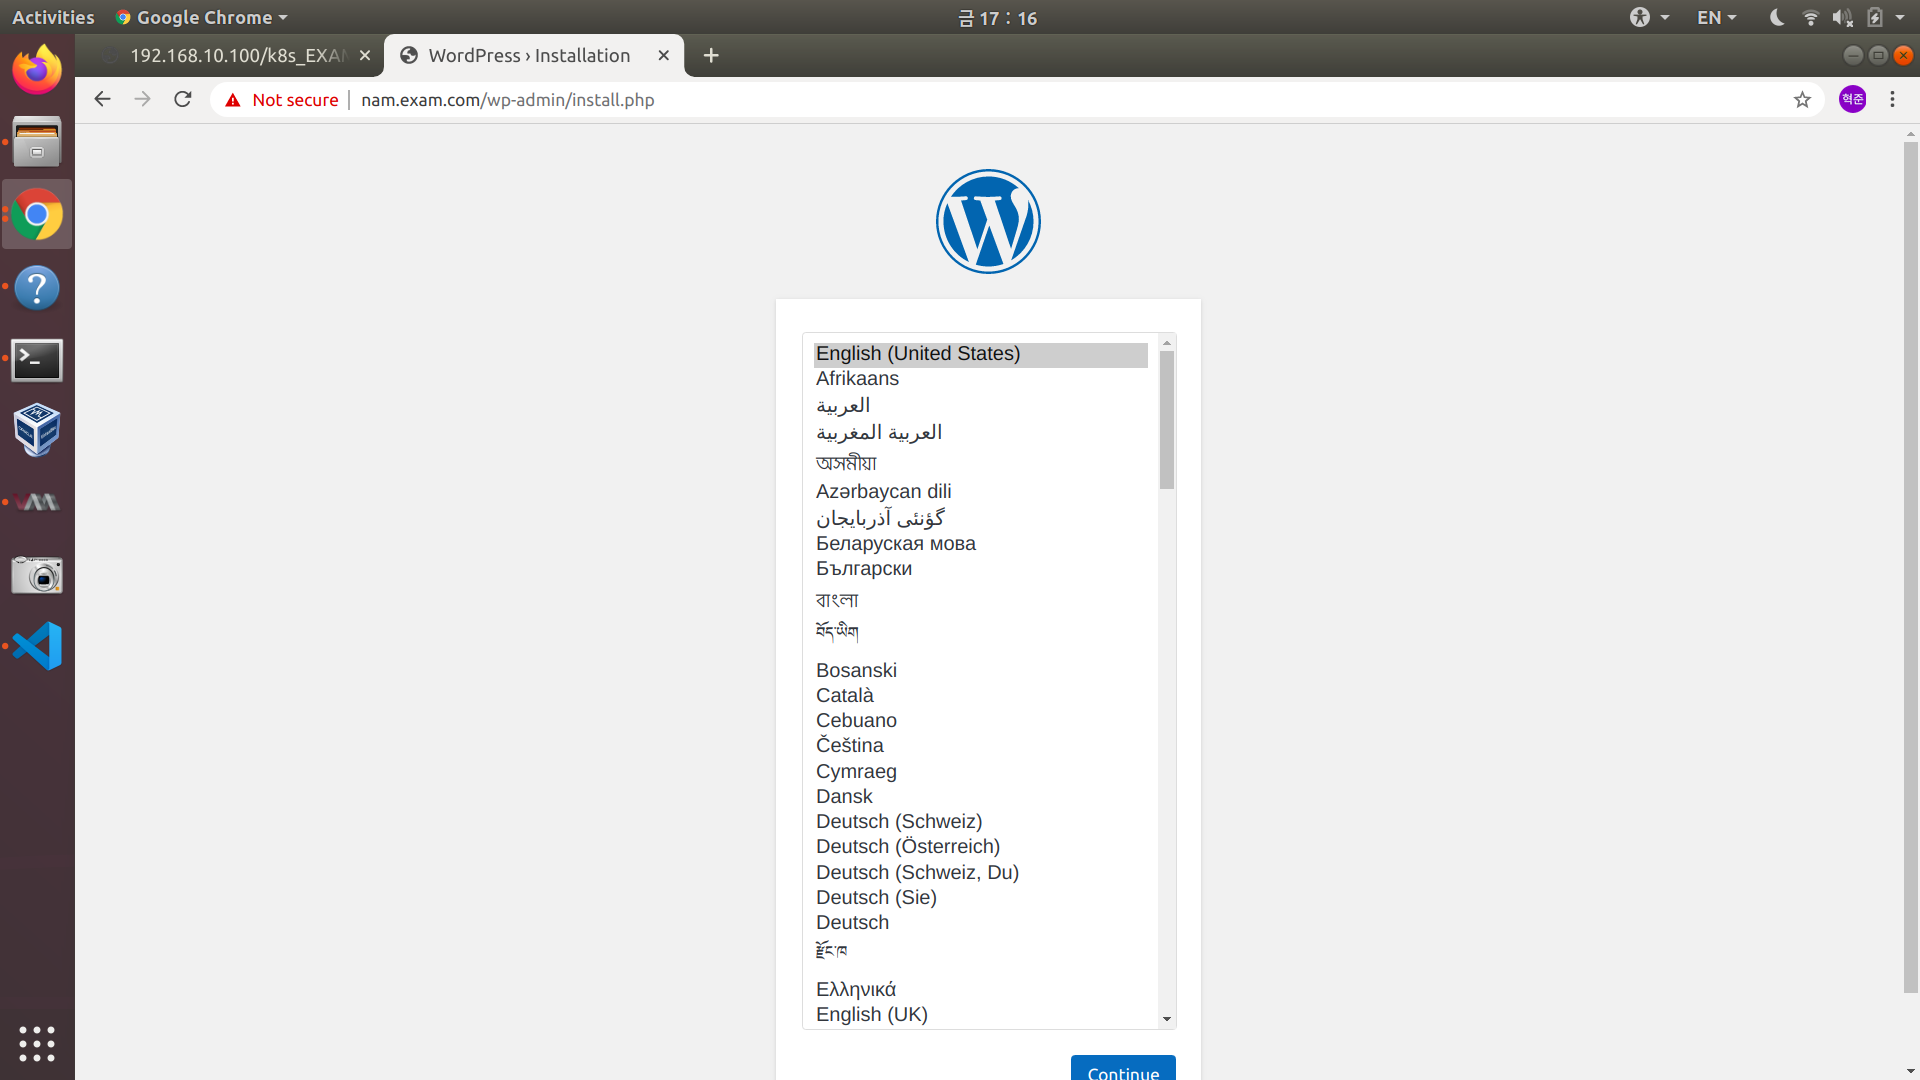 Activities
Google Chrome
금 17 : 16
EN
192.168.10.100/k8s_EXAM
WordPress › Installation
Not secure
nam.exam.com/wp-admin/install.php
혁준
English (United States)
Afrikaans
العربية
العربية المغربية
অসমীয়া
Azərbaycan dili
گؤنئی آذربایجان
Беларуская мова
Български
বাংলা
བོད་ཡིག
Bosanski
Català
Cebuano
Čeština
Cymraeg
Dansk
Deutsch (Schweiz)
Deutsch (Österreich)
Deutsch (Schweiz, Du)
Deutsch (Sie)
Deutsch
རྫོང་ཁ
Ελληνικά
English (UK)
Continue